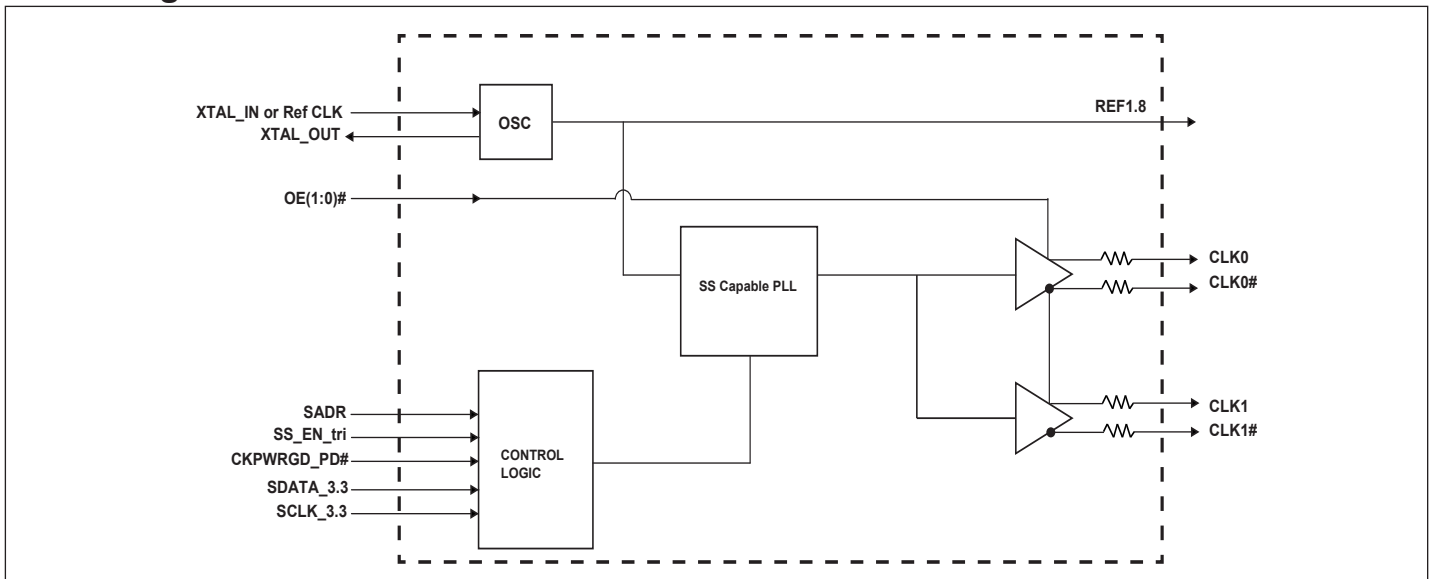 XTAL_IN or Ref CLK
XTAL_OUT
OSC
REF1.8
OE(1:0)#
SS Capable PLL
CLK0
CLK0#
CLK1
CLK1#
SADR
SS_EN_tri
CKPWRGD_PD#
SDATA_3.3
SCLK_3.3
CONTROL
LOGIC